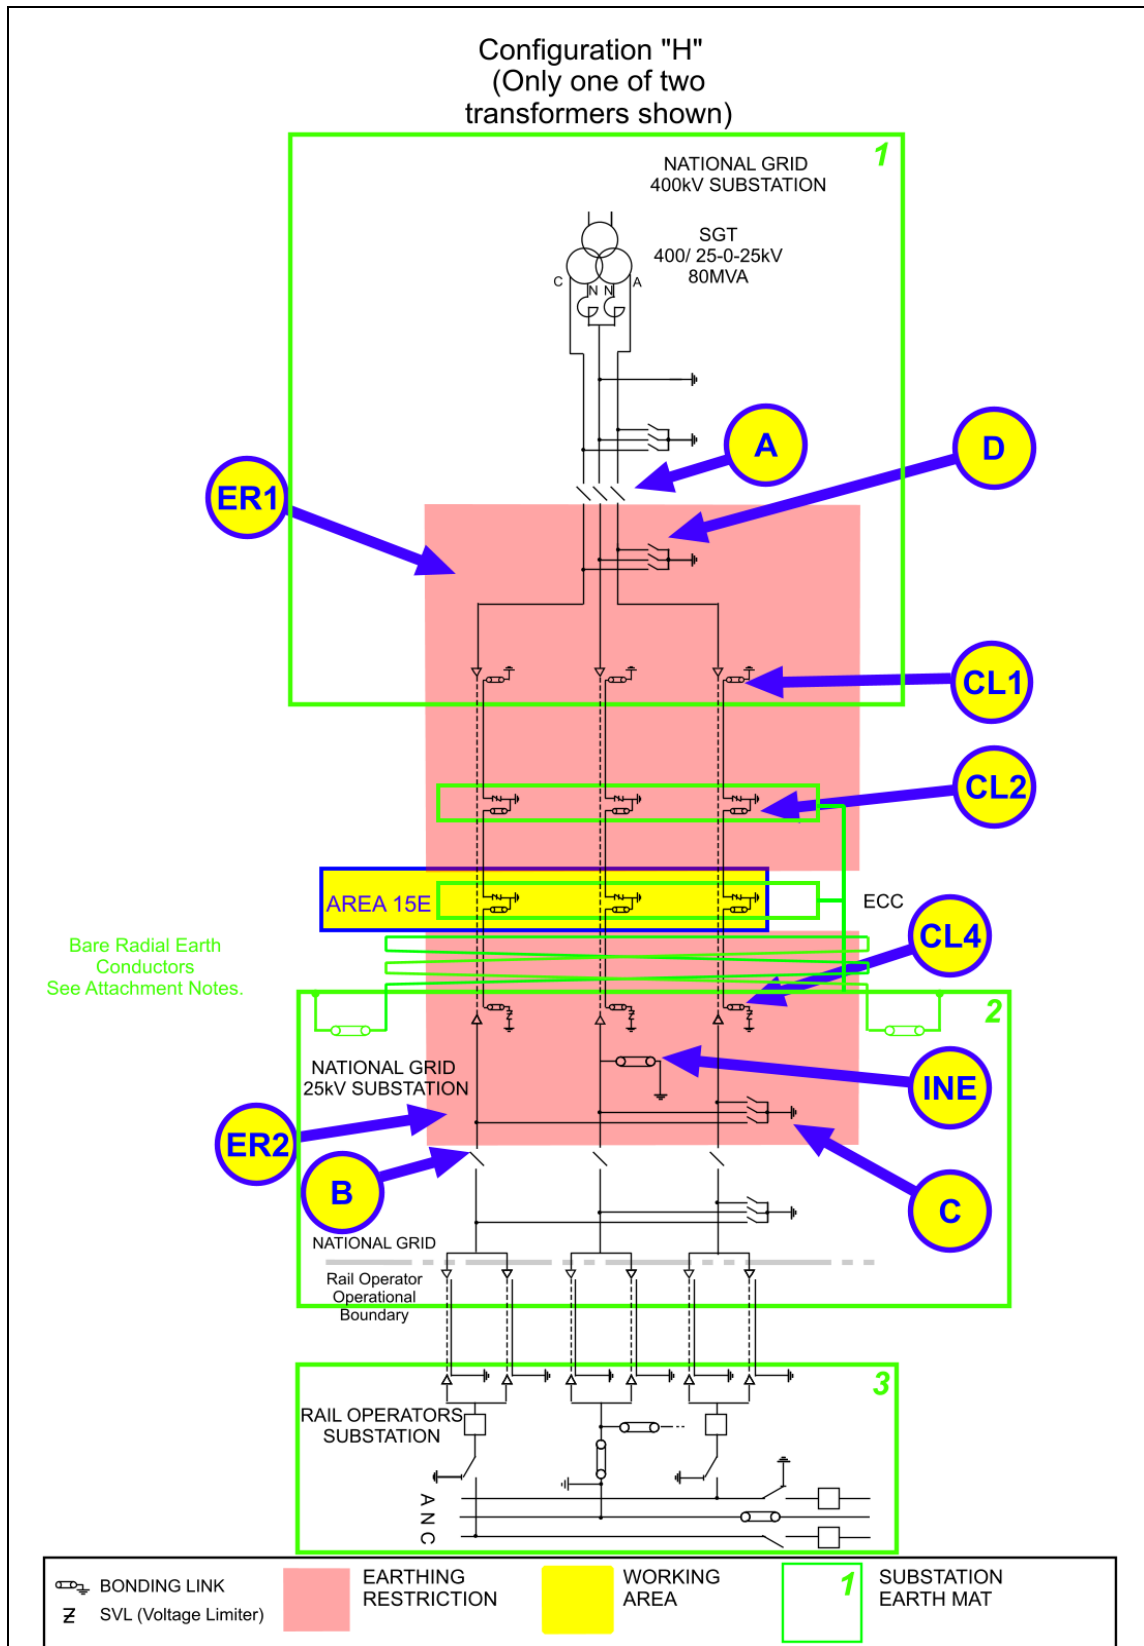 Configuration "H"
(Only one of two
transformers shown)
1
NATIONAL GRID
400kV SUBSTATION
SGT
400/ 25-0-25kV
80MVA
C
N N
A
A
D
ER1
CL1
CL2
AREA 15E
ECC
CL4
Bare Radial Earth
Conductors
See Attachment Notes.
2
NATIONAL GRID
25kV SUBSTATION
INE
ER2
B
C
NATIONAL GRID
Rail Operator
Operational
Boundary
3
RAIL OPERATORS
SUBSTATION
A
N
C
BONDING LINK
SVL (Voltage Limiter)
EARTHING
RESTRICTION
WORKING
AREA
1
SUBSTATION
EARTH MAT